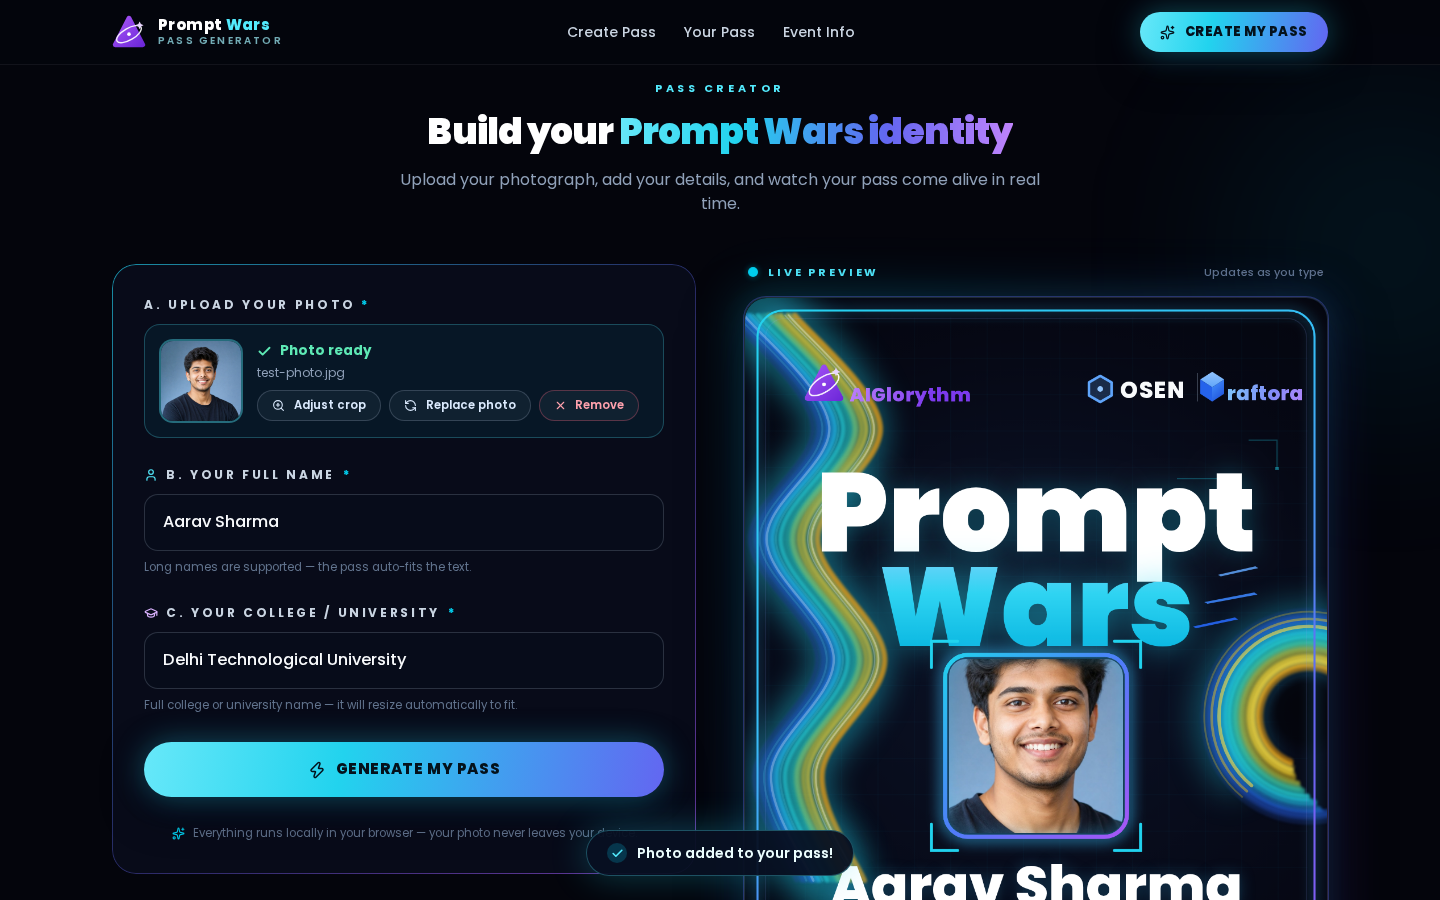 Prompt Wars
PASS GENERATOR
Create Pass
Your Pass
Event Info
CREATE MY PASS
PASS CREATOR
Build your Prompt Wars identity
Upload your photograph, add your details, and watch your pass come alive in real
time.
A. UPLOAD YOUR PHOTO *
Photo ready
test-photo.jpg
Adjust crop
Replace photo
Remove
B. YOUR FULL NAME *
Aarav Sharma
Long names are supported — the pass auto-fits the text.
C. YOUR COLLEGE / UNIVERSITY *
Delhi Technological University
Full college or university name — it will resize automatically to fit.
GENERATE MY PASS
Everything runs locally in your browser — your photo never leaves your
LIVE PREVIEW
Updates as you type
AIGlorythm
OSEN
raftora
Prompt
Wars
Aarav Sharma
Photo added to your pass!